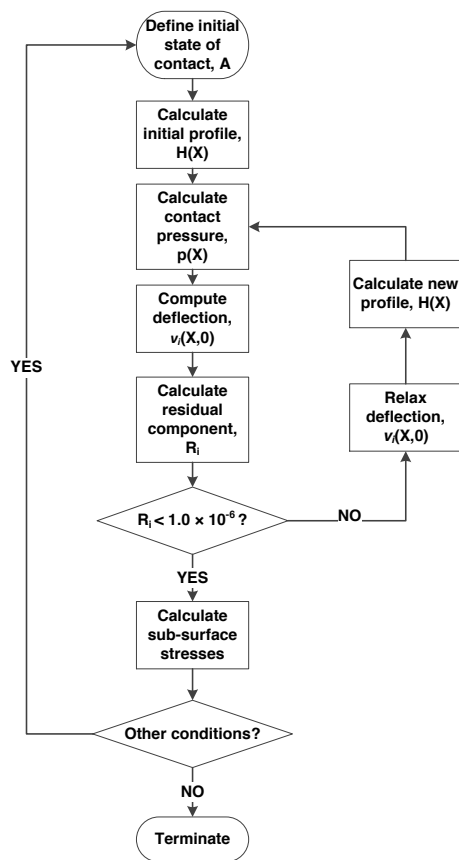 Define initial
state of
contact, A
Calculate
initial profile,
H(X)
Calculate
contact
pressure,
p(X)
Compute
deflection,
vᵢ(X,0)
Calculate
residual
component,
Rᵢ
Rᵢ < 1.0 × 10⁻⁶ ?
NO
Relax
deflection,
vᵢ(X,0)
Calculate new
profile, H(X)
YES
Calculate
sub-surface
stresses
Other conditions?
YES
NO
Terminate